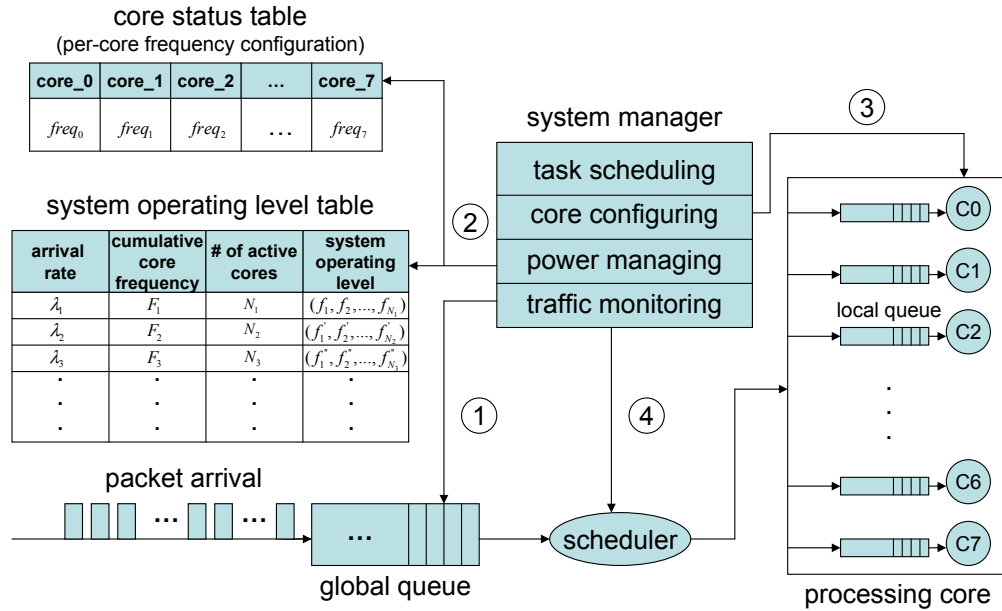 core status table
(per-core frequency configuration)
core_0 core_1 core_2 ... core_7
freq₀ freq₁ freq₂ ... freq₇
system manager
task scheduling
core configuring
power managing
traffic monitoring
①
②
③
④
system operating level table
arrival rate
cumulative core frequency
# of active cores
system operating level
λ₁ F₁ N₁ (f₁, f₂,..., f_N₁)
λ₂ F₂ N₂ (f₁', f₂',..., f'_N₂)
λ₃ F₃ N₃ (f₁'', f₂'',..., f''_N₃)
. . . .
. . . .
. . . .
packet arrival
... ...
...
global queue
scheduler
C0
C1
local queue
C2
.
.
.
C6
C7
processing core